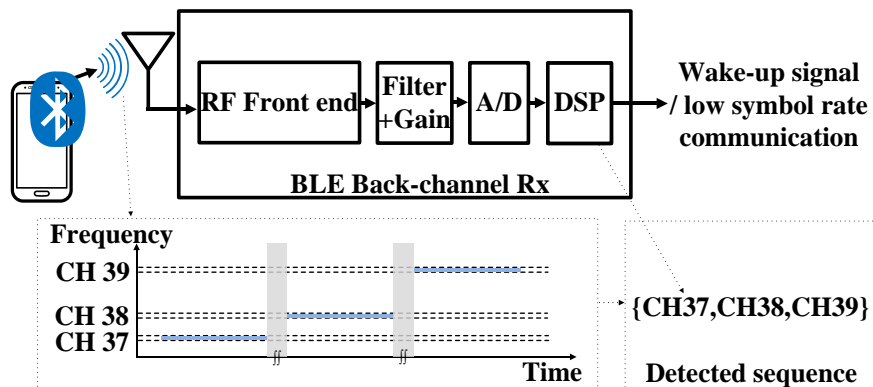 RF Front end
Filter
+Gain
A/D
DSP
Wake-up signal
/ low symbol rate
communication
BLE Back-channel Rx
Frequency
CH 39
CH 38
CH 37
∬
∬
Time
{CH37,CH38,CH39}
Detected sequence